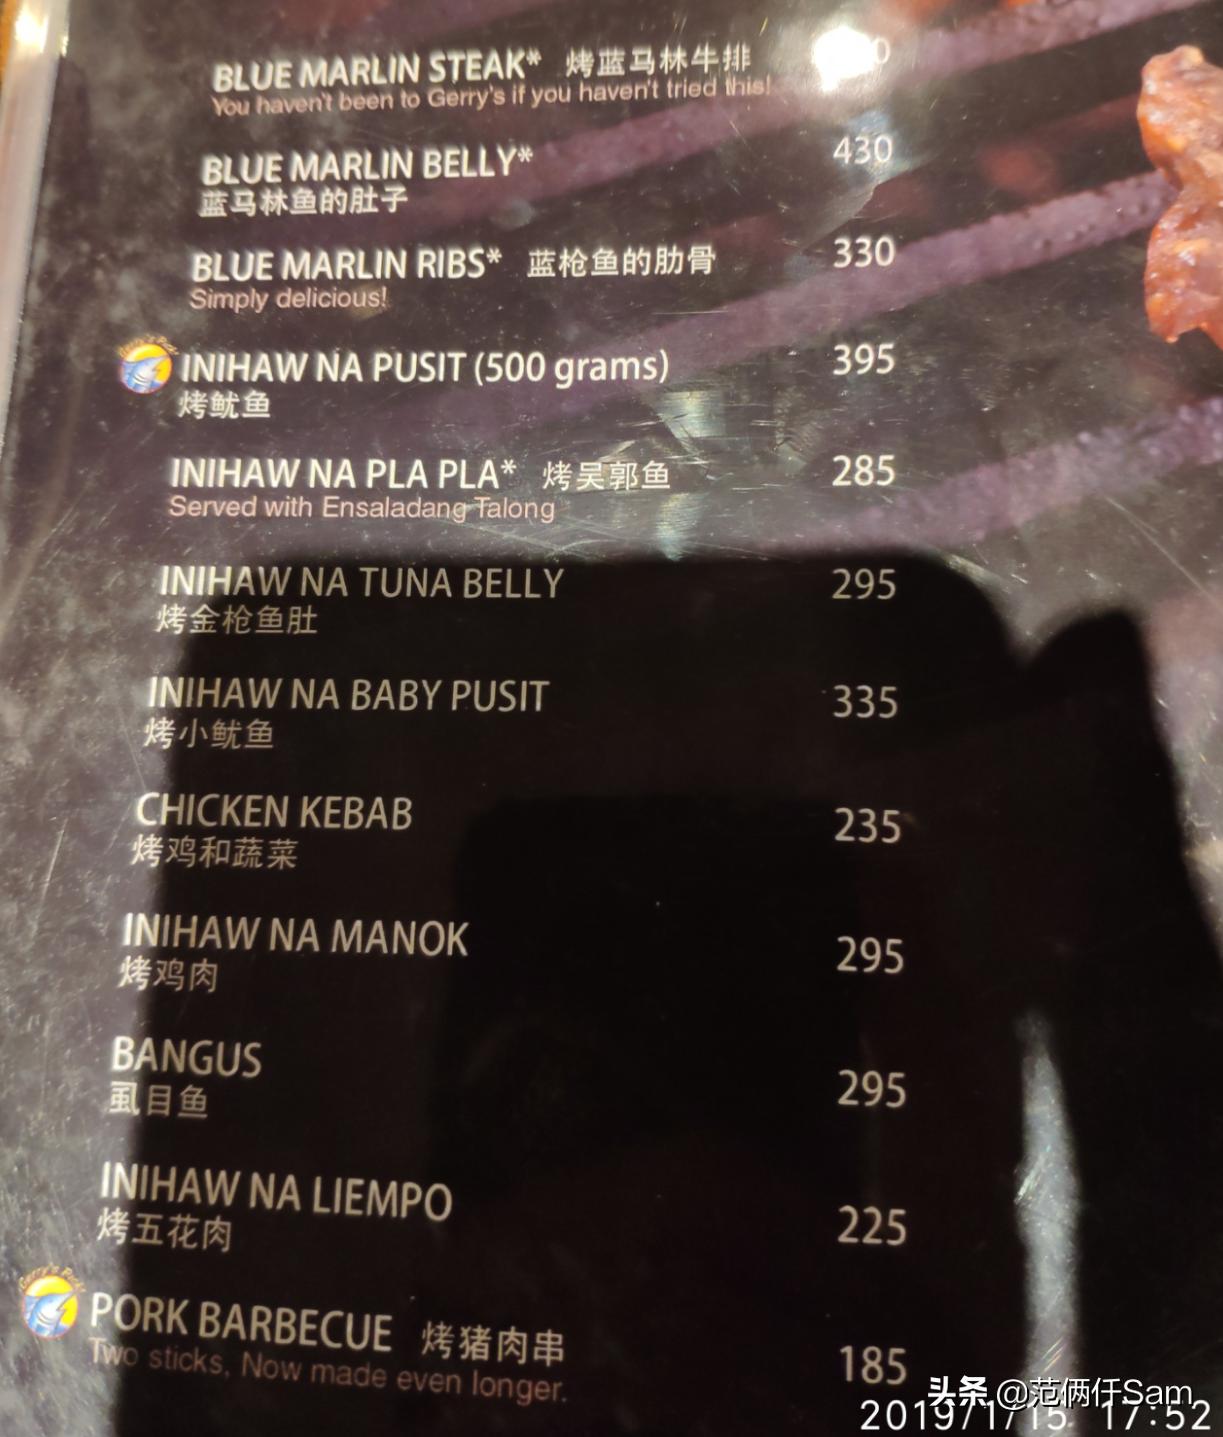 BLUE MARLIN STEAK* 烤蓝马林牛排
You haven't been to Gerry's if you haven't tried this!
BLUE MARLIN BELLY* 430
蓝马林鱼的肚子
BLUE MARLIN RIBS* 蓝枪鱼的肋骨 330
Simply delicious!
INIHAW NA PUSIT (500 grams) 395
烤鱿鱼
INIHAW NA PLA PLA* 烤吴郭鱼 285
Served with Ensaladang Talong
INIHAW NA TUNA BELLY 295
烤金枪鱼肚
INIHAW NA BABY PUSIT 335
烤小鱿鱼
CHICKEN KEBAB 235
烤鸡和蔬菜
INIHAW NA MANOK 295
烤鸡肉
BANGUS 295
虱目鱼
INIHAW NA LIEMPO 225
烤五花肉
Gerry's Pick
PORK BARBECUE 烤猪肉串 185
Two sticks, Now made even longer.
头条 @范俩仔Sam
2019/1/15 17:52